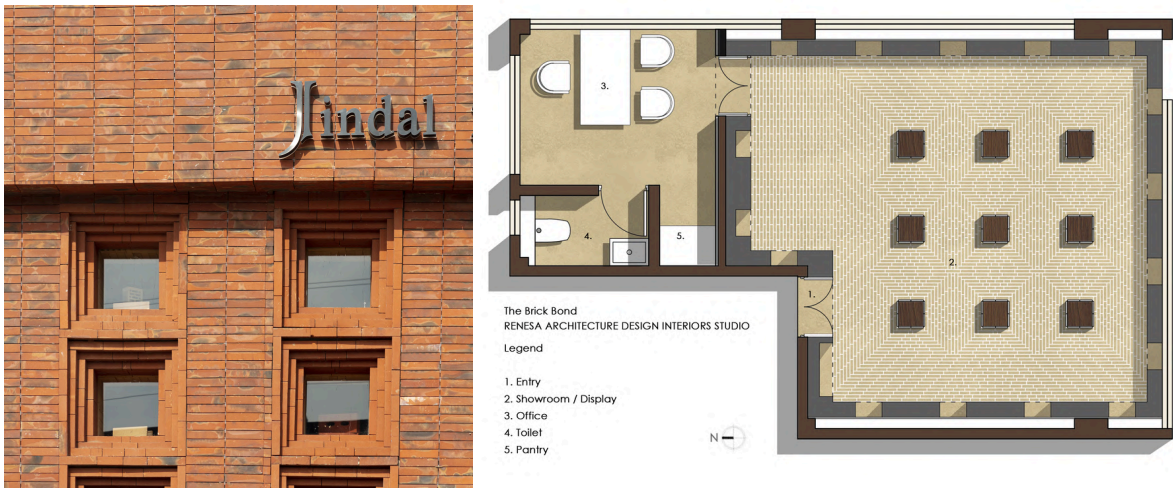 Jindal
3.
4.
5.
2.
1.
The Brick Bond
RENESA ARCHITECTURE DESIGN INTERIORS STUDIO
Legend
1. Entry
2. Showroom / Display
3. Office
4. Toilet
5. Pantry
N